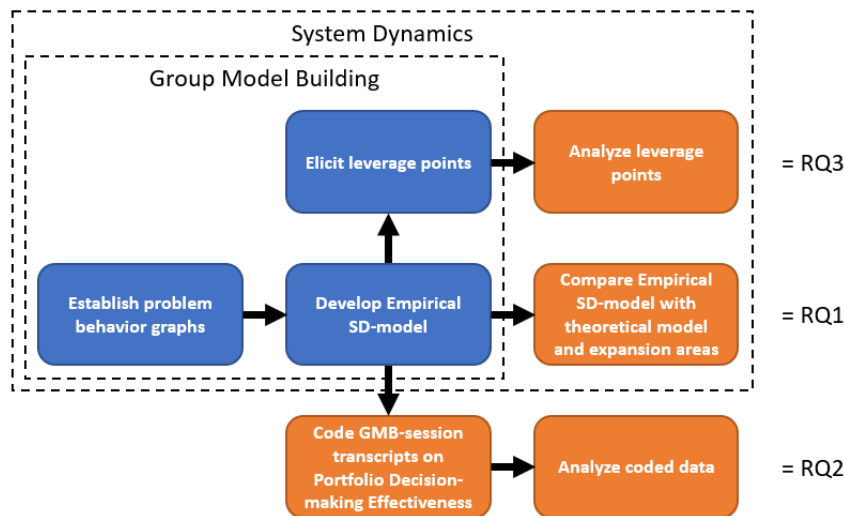 System Dynamics
Group Model Building
Elicit leverage points
Analyze leverage
points
= RQ3
Establish problem
behavior graphs
Develop Empirical
SD-model
Compare Empirical
SD-model with
theoretical model
and expansion areas
= RQ1
Code GMB-session
transcripts on
Portfolio Decision-
making Effectiveness
Analyze coded data
= RQ2